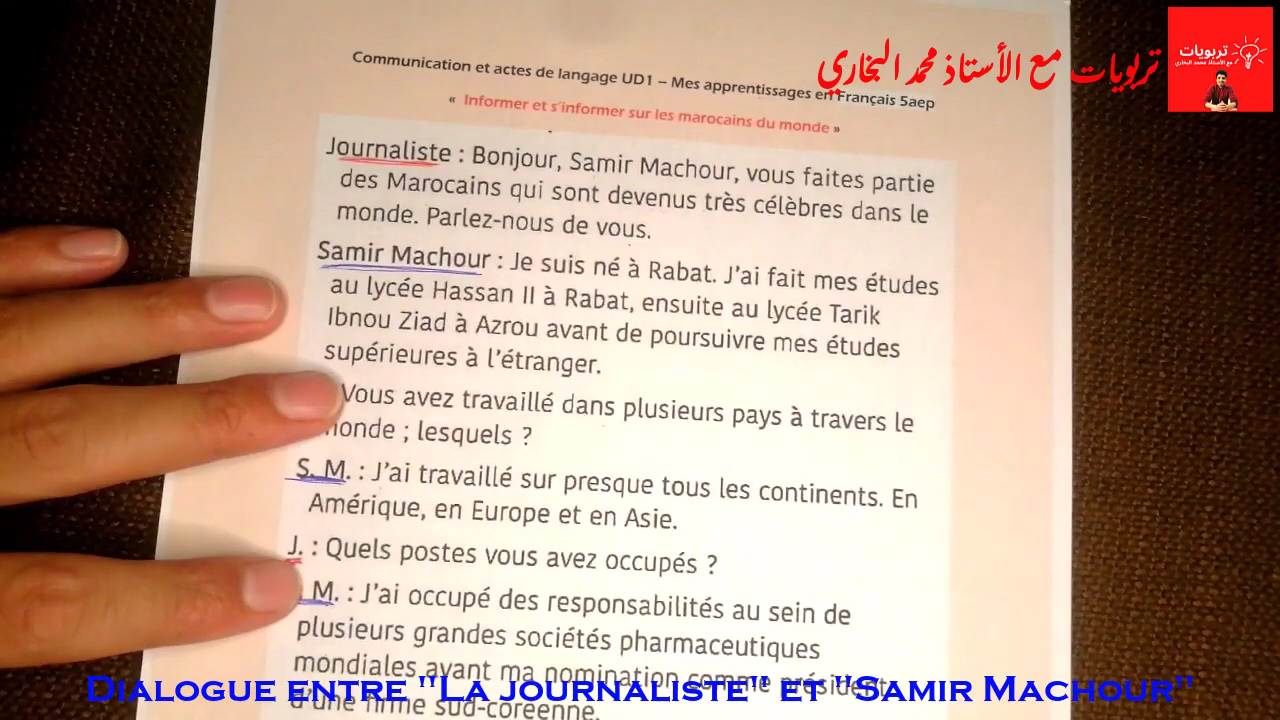 تربويات مع الأستاذ محمد البخاري
تربويات
مع الأستاذ محمد البخاري
Communication et actes de langage UD1 – Mes apprentissages en Français 5aep
« Informer et s'informer sur les marocains du monde »
Journaliste : Bonjour, Samir Machour, vous faites partie
des Marocains qui sont devenus très célèbres dans le
monde. Parlez-nous de vous.
Samir Machour : Je suis né à Rabat. J'ai fait mes études
au lycée Hassan II à Rabat, ensuite au lycée Tarik
Ibnou Ziad à Azrou avant de poursuivre mes études
supérieures à l'étranger.
Vous avez travaillé dans plusieurs pays à travers le
monde ; lesquels ?
S. M. : J'ai travaillé sur presque tous les continents. En
Amérique, en Europe et en Asie.
J. : Quels postes vous avez occupés ?
. M. : J'ai occupé des responsabilités au sein de
plusieurs grandes sociétés pharmaceutiques
mondiales avant ma nomination comme président
d'une firme sud-coréenne.
Dialogue entre "La journaliste" et "Samir Machour"